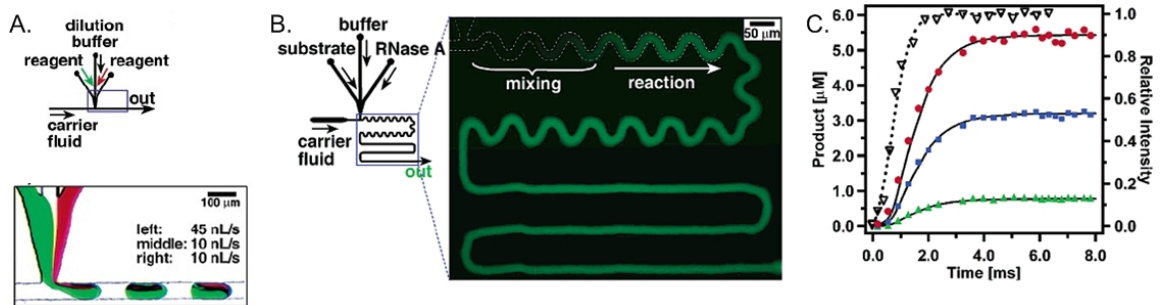 A.
dilution
buffer
reagent
reagent
out
carrier
fluid
100 μm
left: 45 nL/s
middle: 10 nL/s
right: 10 nL/s
B.
buffer
substrate
RNase A
carrier
fluid
out
50 μm
mixing
reaction
C.
Product [μM]
6.0
5.0
4.0
3.0
2.0
1.0
0.0
Relative Intensity
1.0
0.8
0.6
0.4
0.2
0.0
0.0 2.0 4.0 6.0 8.0
Time [ms]